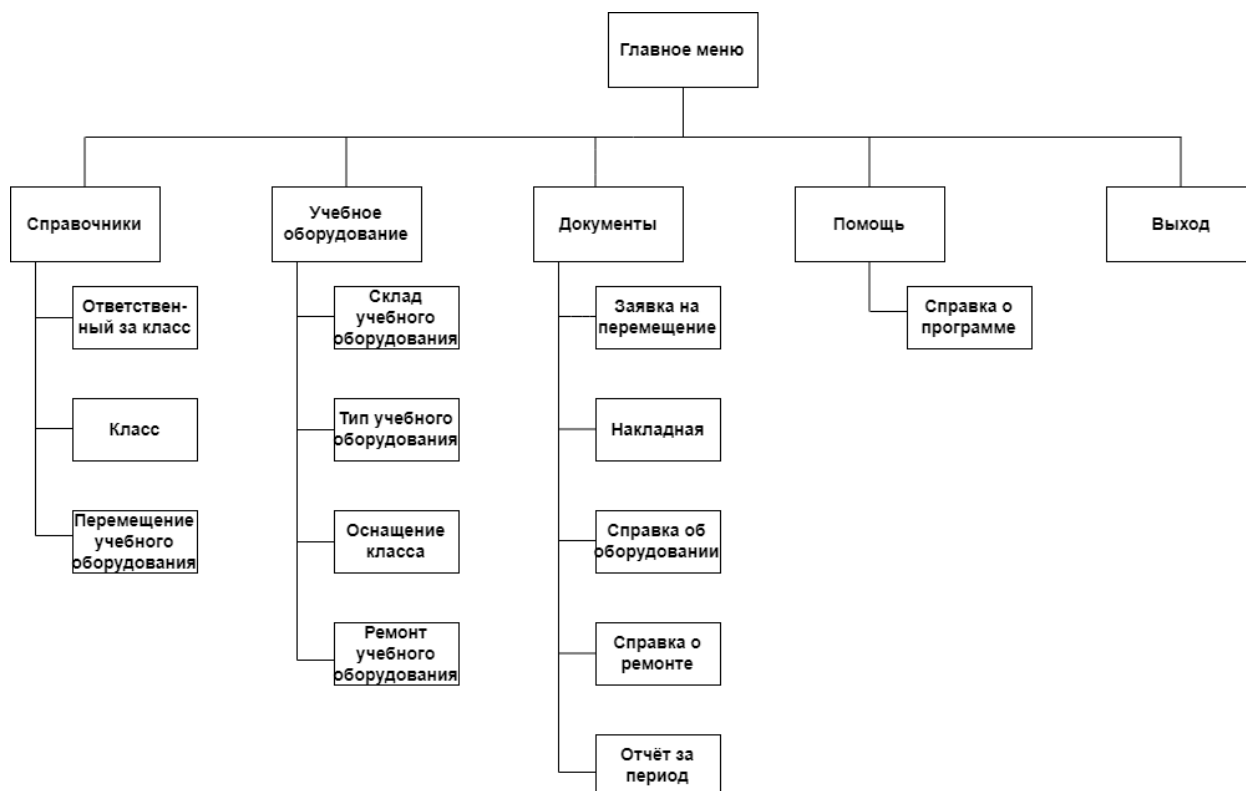 Главное меню
Справочники
Учебное
оборудование
Документы
Помощь
Выход
Ответствен-
ный за класс
Класс
Перемещение
учебного
оборудования
Склад
учебного
оборудования
Тип учебного
оборудования
Оснащение
класса
Ремонт
учебного
оборудования
Заявка на
перемещение
Накладная
Справка об
оборудовании
Справка о
ремонте
Отчёт за
период
Справка о
программе